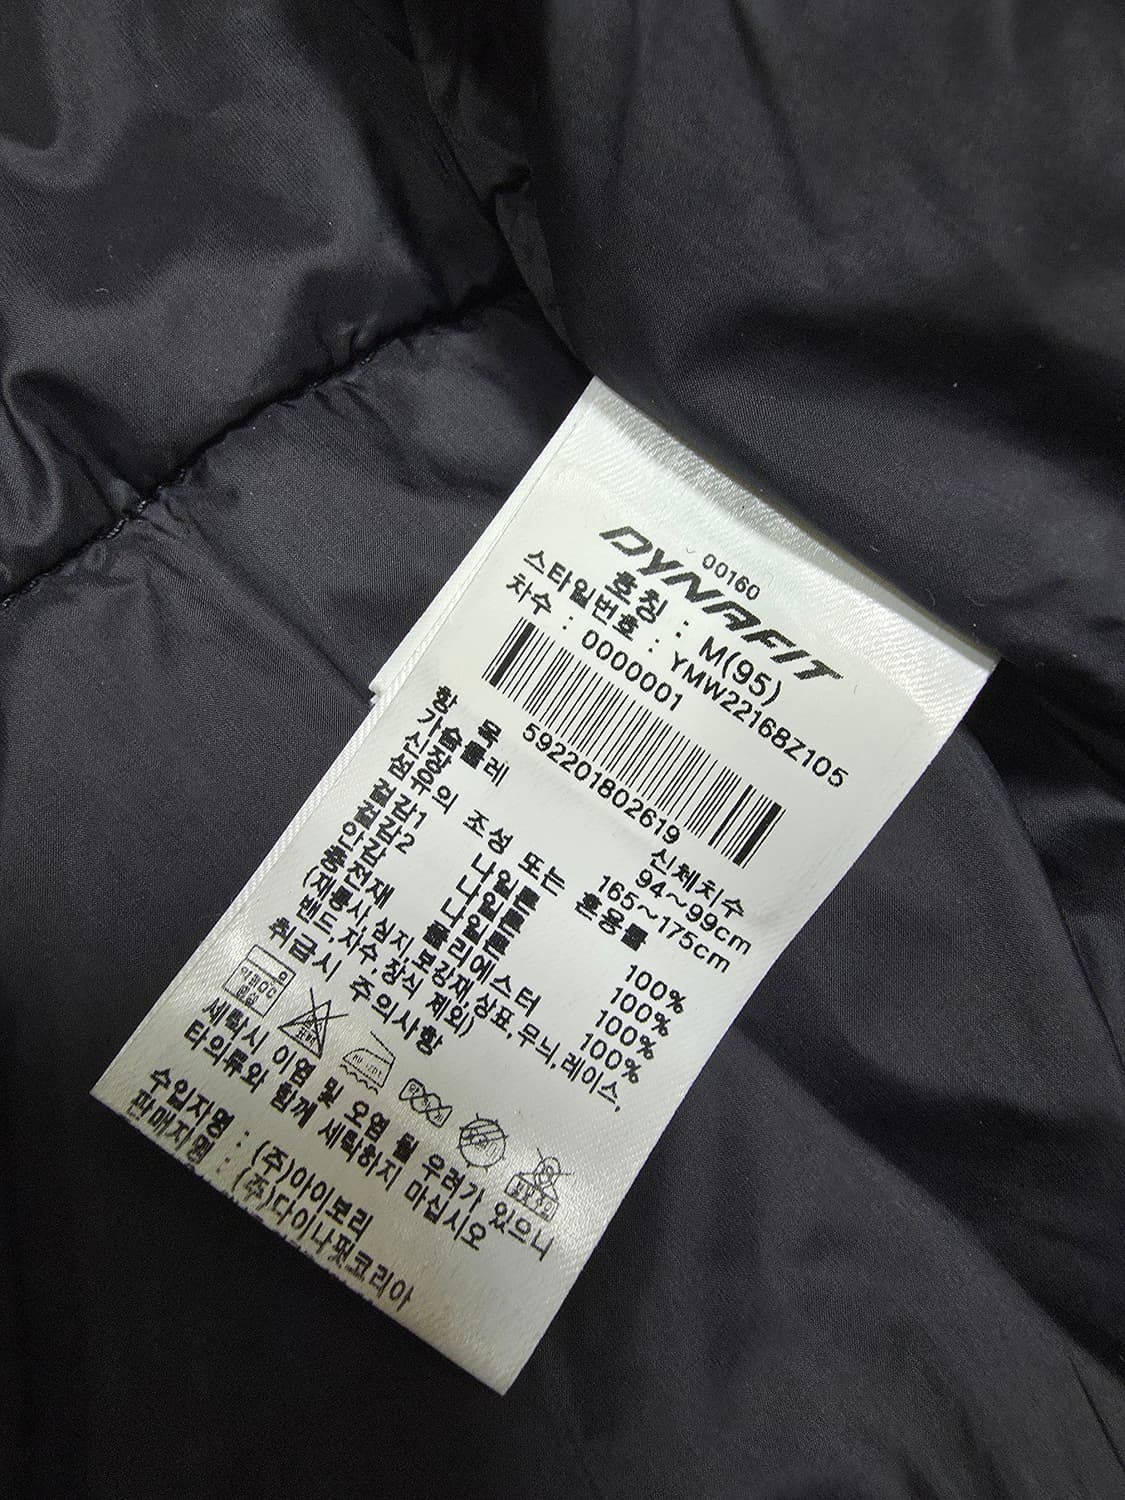 00160
DYNAFIT
호칭 : M(95)
스타일번호 : YMW22168Z105
차수 : 0000001
592201802619
항 목 신체치수
가슴둘레 94~99cm
신장 165~175cm
섬유의 조성 또는 혼용률
겉감1 나일론 100%
겉감2 나일론 100%
안감 나일론 100%
충전재 폴리에스터 100%
(재봉사,심지,보강재,상표,무늬,레이스,
밴드,자수,장식 제외)
취급시 주의사항
세탁시 이염 및 오염 될 우려가 있으니
타의류와 함께 세탁하지 마십시오
수입자명 : (주)아이보리
판매자명 : (주)다이나핏코리아